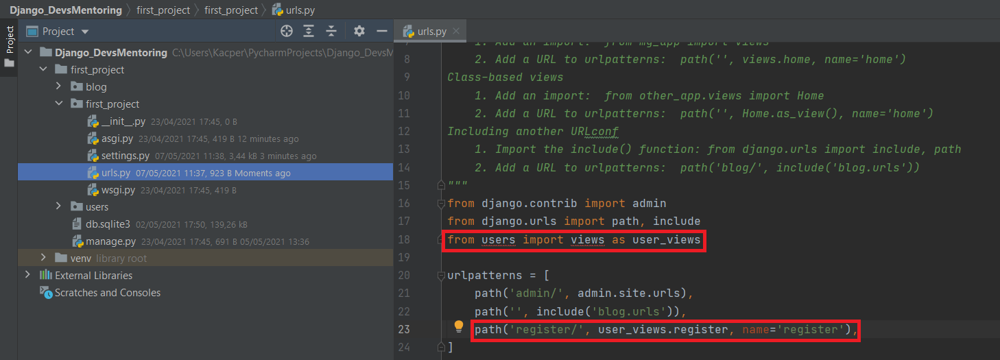 Django_DevsMentoring first_project first_project urls.py
Project
Project
urls.py
Django_DevsMentoring C:\Users\Kacper\PycharmProjects\Django_DevsM
first_project
blog
first_project
__init__.py 23/04/2021 17:45, 0 B
asgi.py 23/04/2021 17:45, 419 B 12 minutes ago
settings.py 07/05/2021 11:38, 3,44 kB 3 minutes ago
urls.py 07/05/2021 11:37, 923 B Moments ago
wsgi.py 23/04/2021 17:45, 419 B
users
db.sqlite3 02/05/2021 17:50, 139,26 kB
manage.py 23/04/2021 17:45, 691 B 05/05/2021 13:36
venv library root
External Libraries
Scratches and Consoles
7 1. Add an import: from my_app import views
8 2. Add a URL to urlpatterns: path('', views.home, name='home')
9 Class-based views
10 1. Add an import: from other_app.views import Home
11 2. Add a URL to urlpatterns: path('', Home.as_view(), name='home')
12 Including another URLconf
13 1. Import the include() function: from django.urls import include, path
14 2. Add a URL to urlpatterns: path('blog/', include('blog.urls'))
15 """
16 from django.contrib import admin
17 from django.urls import path, include
18 from users import views as user_views
19
20 urlpatterns = [
21 path('admin/', admin.site.urls),
22 path('', include('blog.urls')),
23 path('register/', user_views.register, name='register'),
24 ]